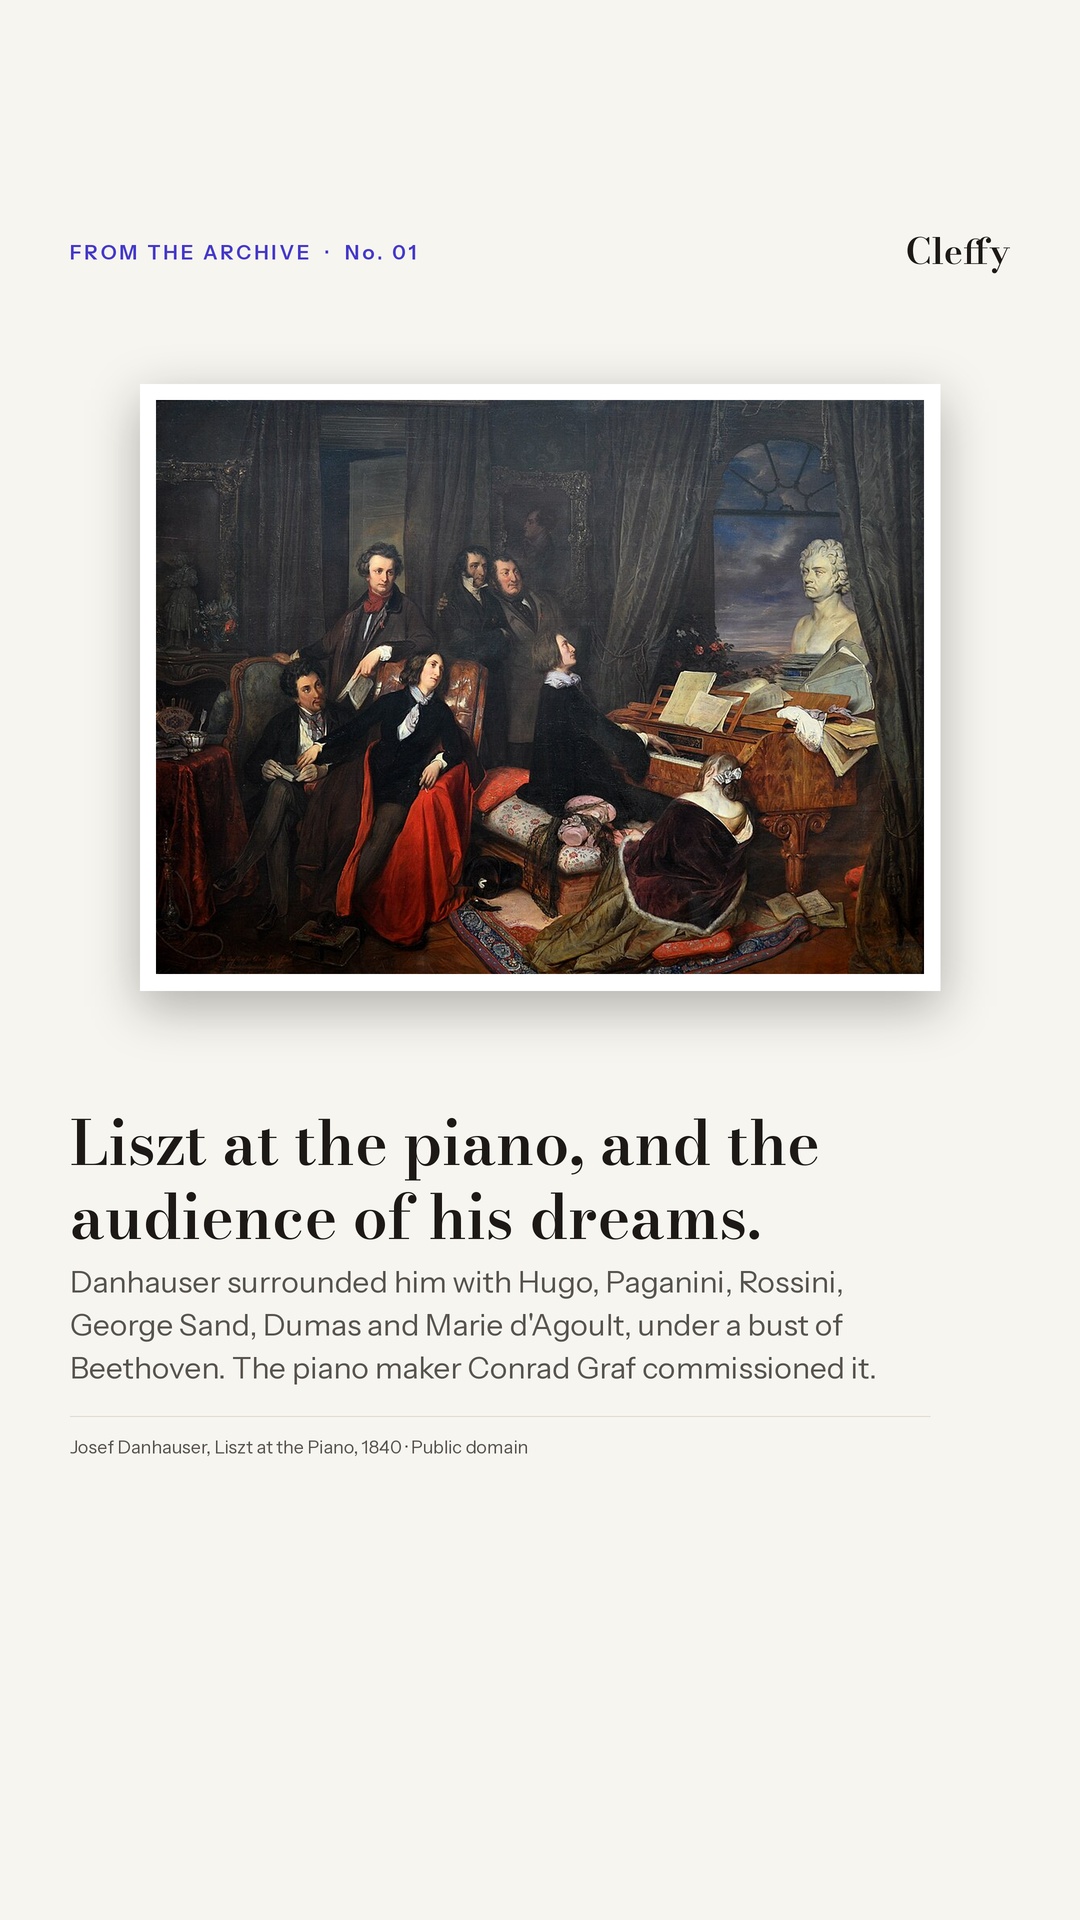 FROM THE ARCHIVE · No. 01
Cleffy
Liszt at the piano, and the
audience of his dreams.
Danhauser surrounded him with Hugo, Paganini, Rossini,
George Sand, Dumas and Marie d'Agoult, under a bust of
Beethoven. The piano maker Conrad Graf commissioned it.
Josef Danhauser, Liszt at the Piano, 1840 · Public domain